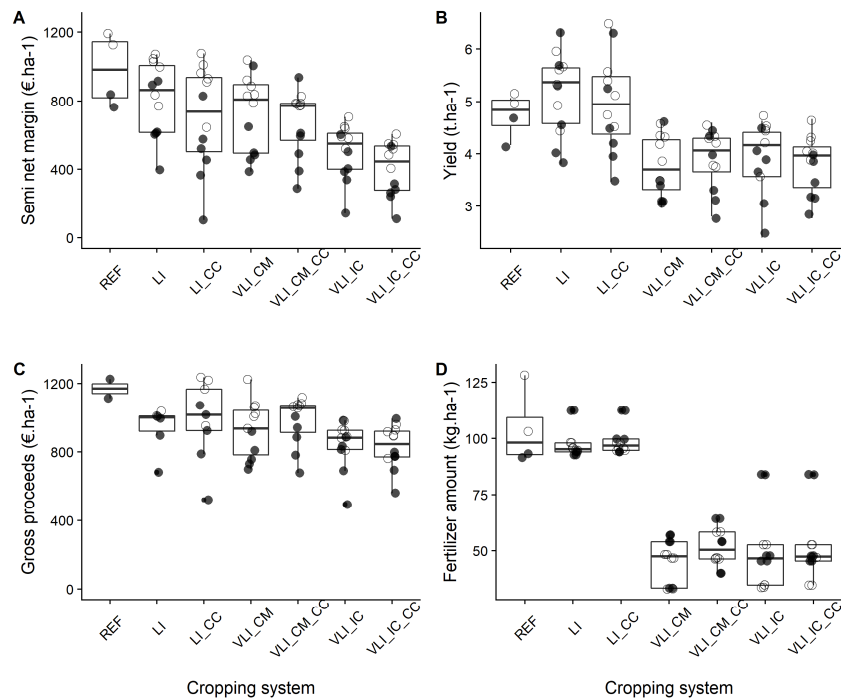 A
Semi net margin (€.ha-1)
1200
800
400
0
REF
LI
LI_CC
VLI_CM
VLI_CM_CC
VLI_IC
VLI_IC_CC
B
Yield (t.ha-1)
6
5
4
3
REF
LI
LI_CC
VLI_CM
VLI_CM_CC
VLI_IC
VLI_IC_CC
C
Gross proceeds (€.ha-1)
1200
800
400
0
REF
LI
LI_CC
VLI_CM
VLI_CM_CC
VLI_IC
VLI_IC_CC
Cropping system
D
Fertilizer amount (kg.ha-1)
125
100
75
50
REF
LI
LI_CC
VLI_CM
VLI_CM_CC
VLI_IC
VLI_IC_CC
Cropping system